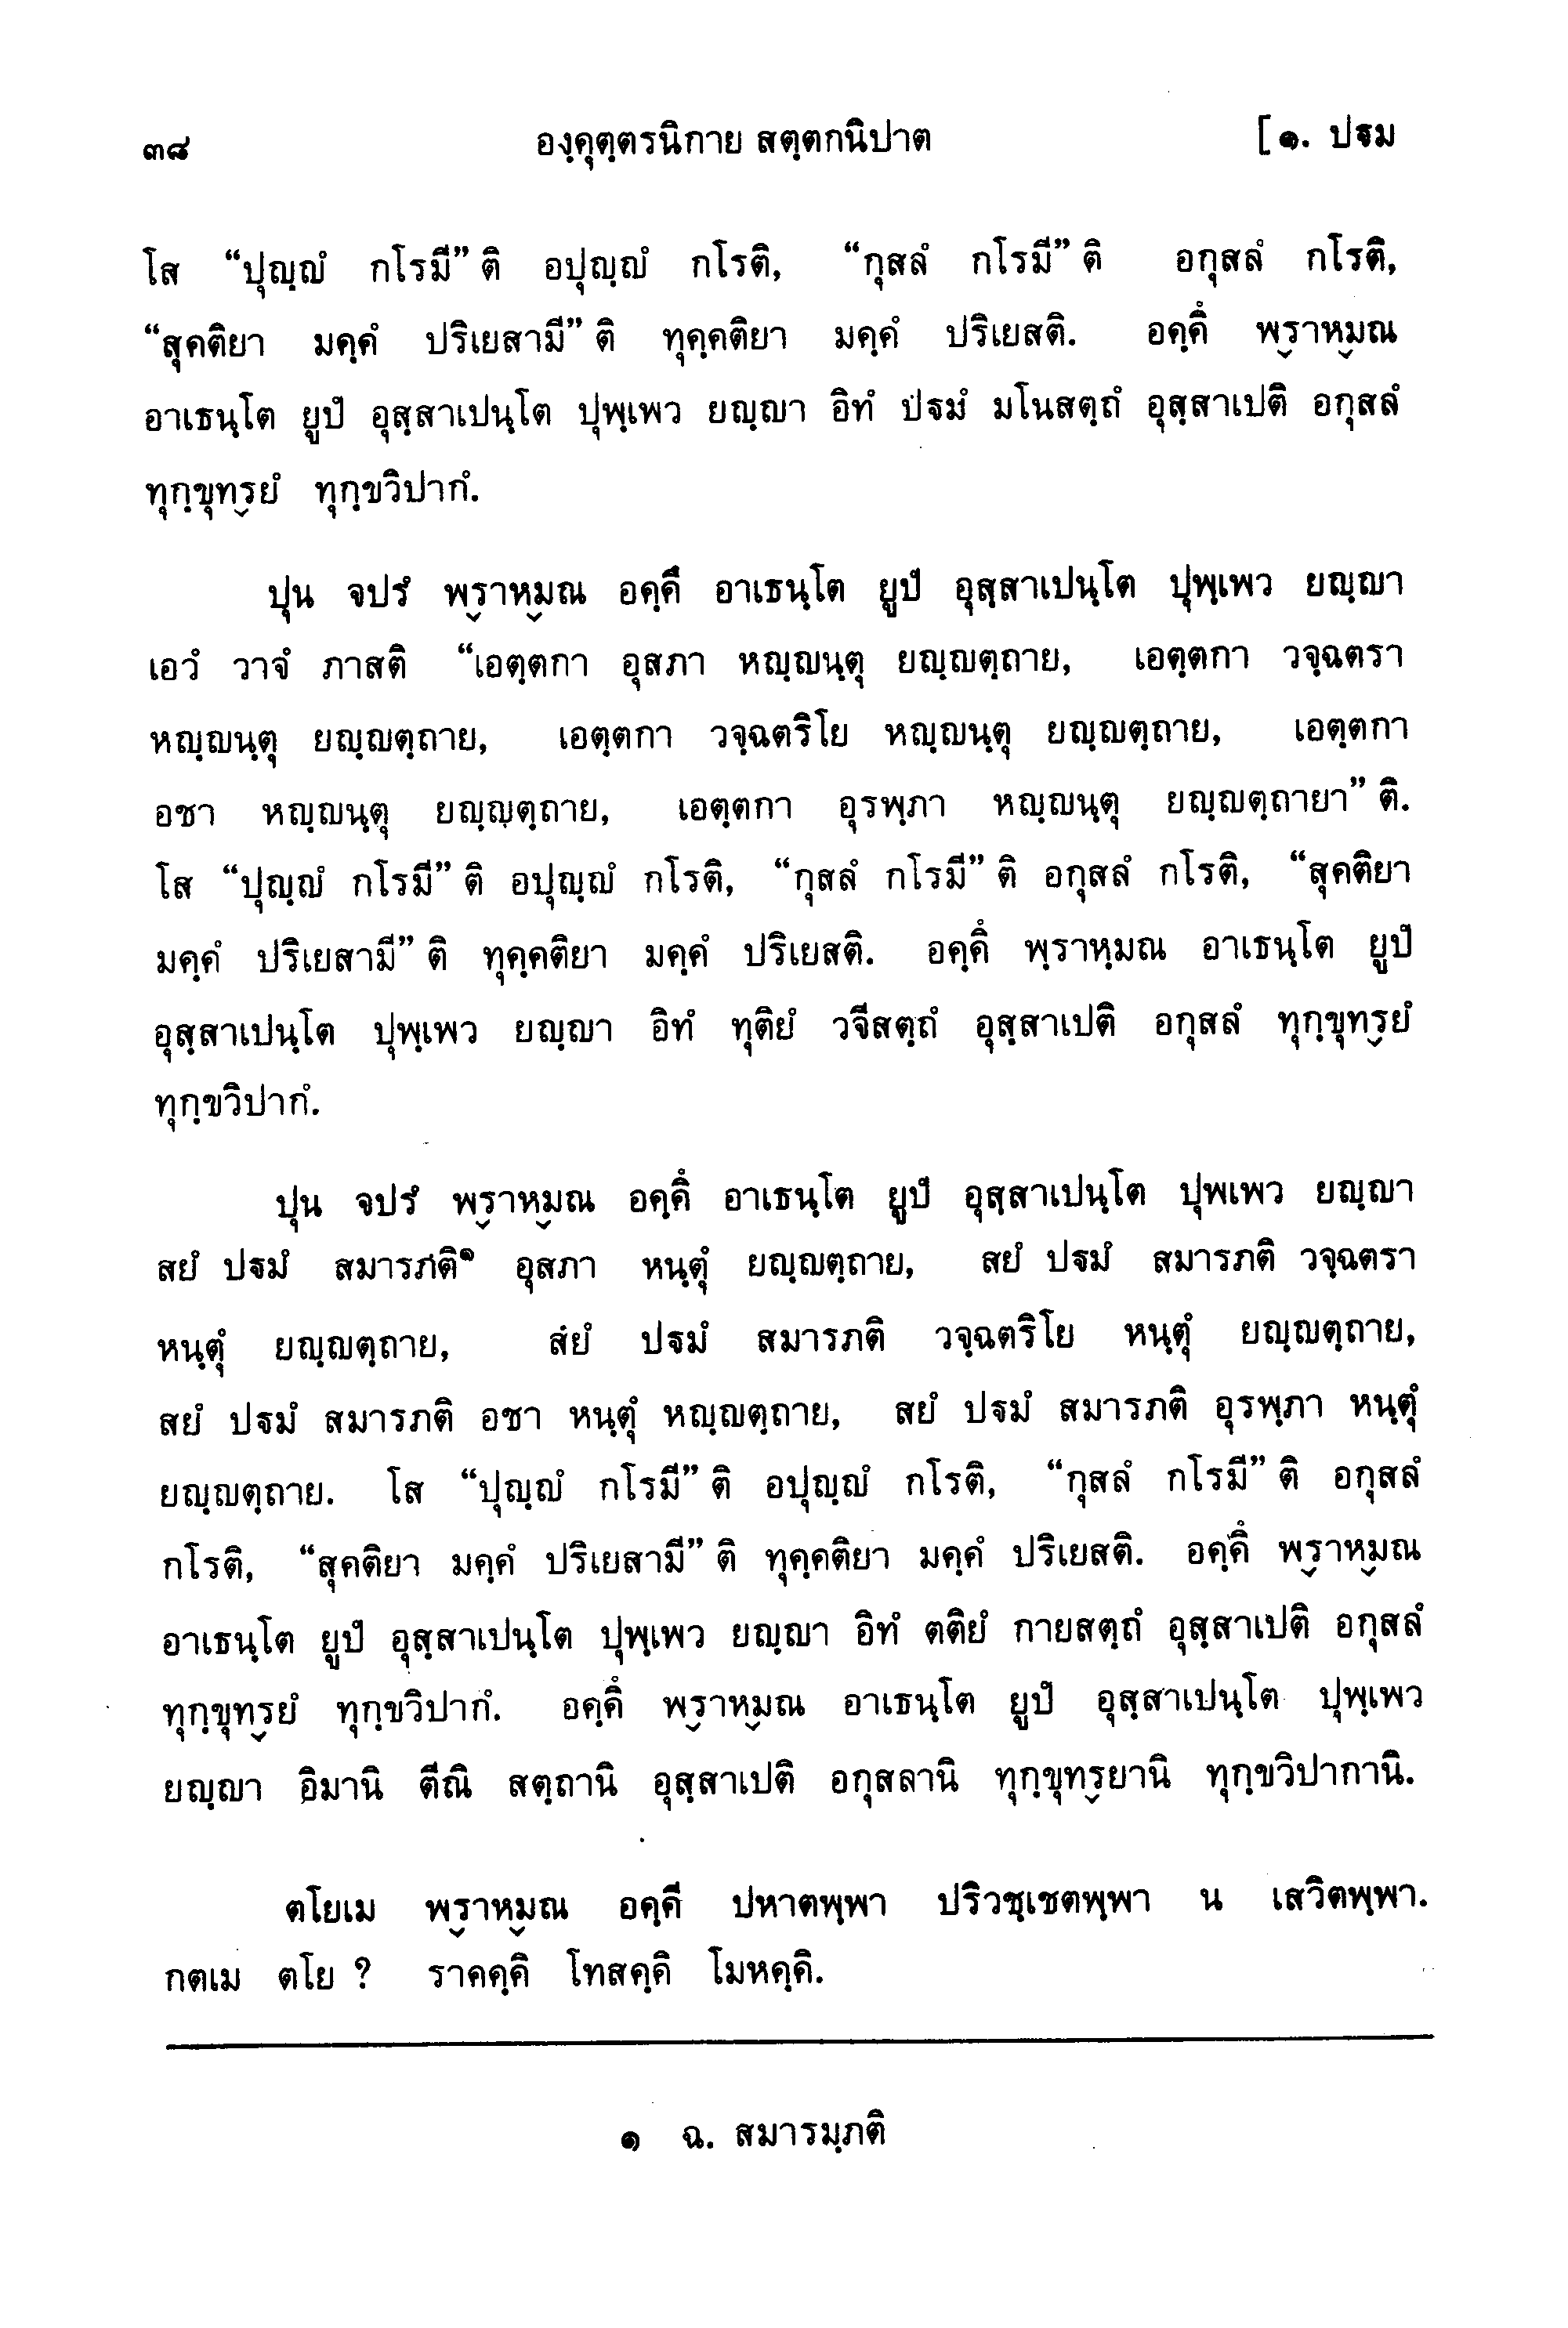 ๓๘ องฺคุตฺตรนิกาย สตฺตกนิปาต [ ๑. ปฐม
โส “ปุญฺญํ กโรมี” ติ อปุญฺญํ กโรติ, “กุสลํ กโรมี” ติ อกุสลํ กโรติ,
“สุคติยา มคฺคํ ปริเยสามี” ติ ทุคฺคติยา มคฺคํ ปริเยสติ. อคฺคึ พฺราหฺมณ
อาเธนฺโต ยูปํ อุสฺสาเปนฺโต ปุพฺเพว ยญฺญา อิทํ ปฐมํ มโนสตฺถํ อุสฺสาเปติ อกุสลํ
ทุกฺขุทฺรยํ ทุกฺขวิปากํ.
ปุน จปรํ พฺราหฺมณ อคฺคึ อาเธนฺโต ยูปํ อุสฺสาเปนฺโต ปุพฺเพว ยญฺญา
เอวํ วาจํ ภาสติ “เอตฺตกา อุสภา หญฺญนฺตุ ยญฺญตฺถาย, เอตฺตกา วจฺฉตรา
หญฺญนฺตุ ยญฺญตฺถาย, เอตฺตกา วจฺฉตริโย หญฺญนฺตุ ยญฺญตฺถาย, เอตฺตกา
อชา หญฺญนฺตุ ยญฺญตฺถาย, เอตฺตกา อุรพฺภา หญฺญนฺตุ ยญฺญตฺถายา” ติ.
โส “ปุญฺญํ กโรมี” ติ อปุญฺญํ กโรติ, “กุสลํ กโรมี” ติ อกุสลํ กโรติ, “สุคติยา
มคฺคํ ปริเยสามี” ติ ทุคฺคติยา มคฺคํ ปริเยสติ. อคฺคึ พฺราหฺมณ อาเธนฺโต ยูปํ
อุสฺสาเปนฺโต ปุพฺเพว ยญฺญา อิทํ ทุติยํ วจีสตฺถํ อุสฺสาเปติ อกุสลํ ทุกฺขุทฺรยํ
ทุกฺขวิปากํ.
ปุน จปรํ พฺราหฺมณ อคฺคึ อาเธนฺโต ยูปํ อุสฺสาเปนฺโต ปุพเพว ยญฺญา
สยํ ปฐมํ สมารภติ๑ อุสภา หนฺตุํ ยญฺญตฺถาย, สยํ ปฐมํ สมารภติ วจฺฉตรา
หนฺตุํ ยญฺญตฺถาย, สยํ ปฐมํ สมารภติ วจฺฉตริโย หนฺตุํ ยญฺญตฺถาย,
สยํ ปฐมํ สมารภติ อชา หนฺตุํ หญฺญตฺถาย, สยํ ปฐมํ สมารภติ อุรพฺภา หนฺตุํ
ยญฺญตฺถาย. โส “ปุญฺญํ กโรมี” ติ อปุญฺญํ กโรติ, “กุสลํ กโรมี” ติ อกุสลํ
กโรติ, “สุคติยา มคฺคํ ปริเยสามี” ติ ทุคฺคติยา มคฺคํ ปริเยสติ. อคฺคึ พฺราหฺมณ
อาเธนฺโต ยูปํ อุสฺสาเปนฺโต ปุพฺเพว ยญฺญา อิทํ ตติยํ กายสตฺถํ อุสฺสาเปติ อกุสลํ
ทุกฺขุทฺรยํ ทุกฺขวิปากํ. อคฺคึ พฺราหฺมณ อาเธนฺโต ยูปํ อุสฺสาเปนฺโต ปุพฺเพว
ยญฺญา อิมานิ ตีณิ สตฺถานิ อุสฺสาเปติ อกุสลานิ ทุกฺขุทฺรยานิ ทุกฺขวิปากานิ.
ตโยเม พฺราหฺมณ อคฺคี ปหาตพฺพา ปริวชฺเชตพฺพา น เสวิตพฺพา.
กตเม ตโย ? ราคคฺคิ โทสคฺคิ โมหคฺคิ.
๑ ฉ. สมารมฺภติ